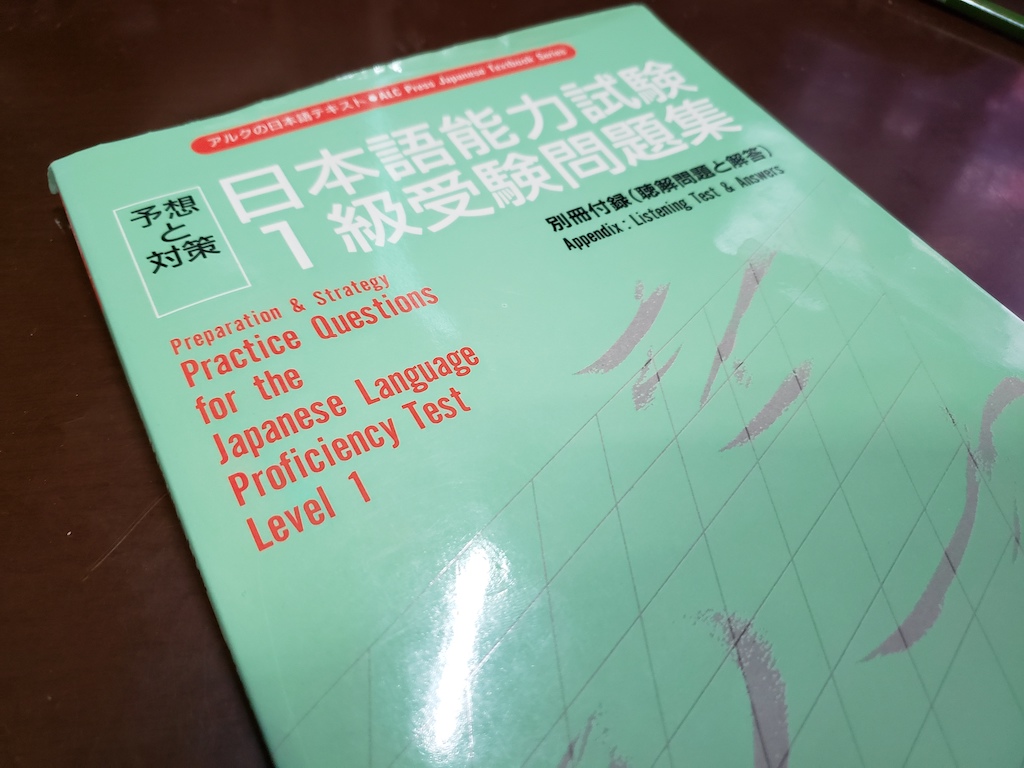 アルクの日本語テキスト●ALC Press Japanese Textbook Series
日本語能力試験
1級受験問題集
予想
と
対策
別冊付録(聴解問題と解答)
Appendix : Listening Test & Answers
Preparation & Strategy
Practice Questions
for the
Japanese Language
Proficiency Test
Level 1